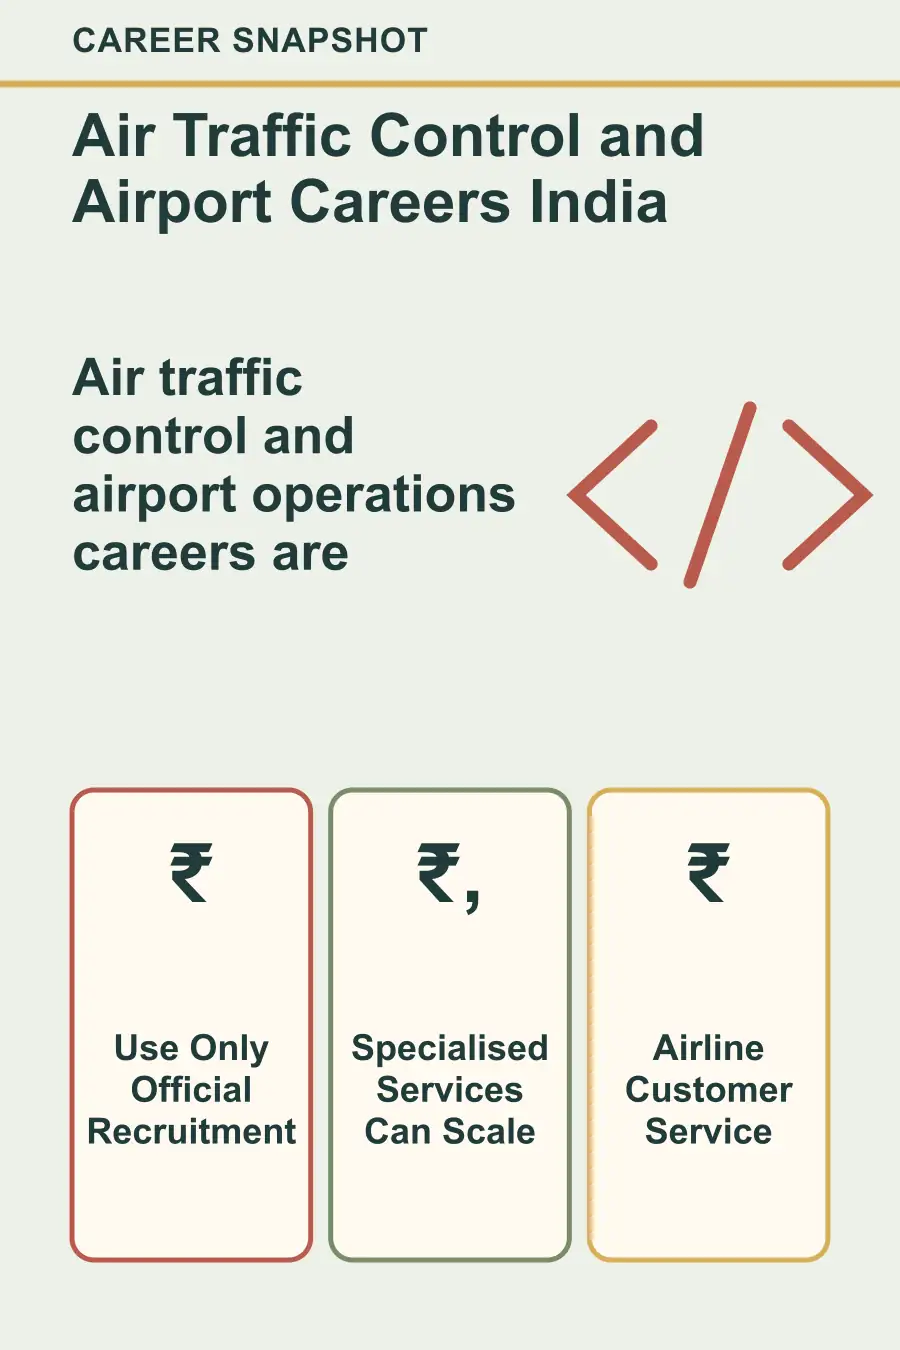 CAREER SNAPSHOT
Air Traffic Control and
Airport Careers India
Air traffic
control and
airport operations
careers are
₹
Use Only
Official
Recruitment
₹,
Specialised
Services
Can Scale
₹
Airline
Customer
Service